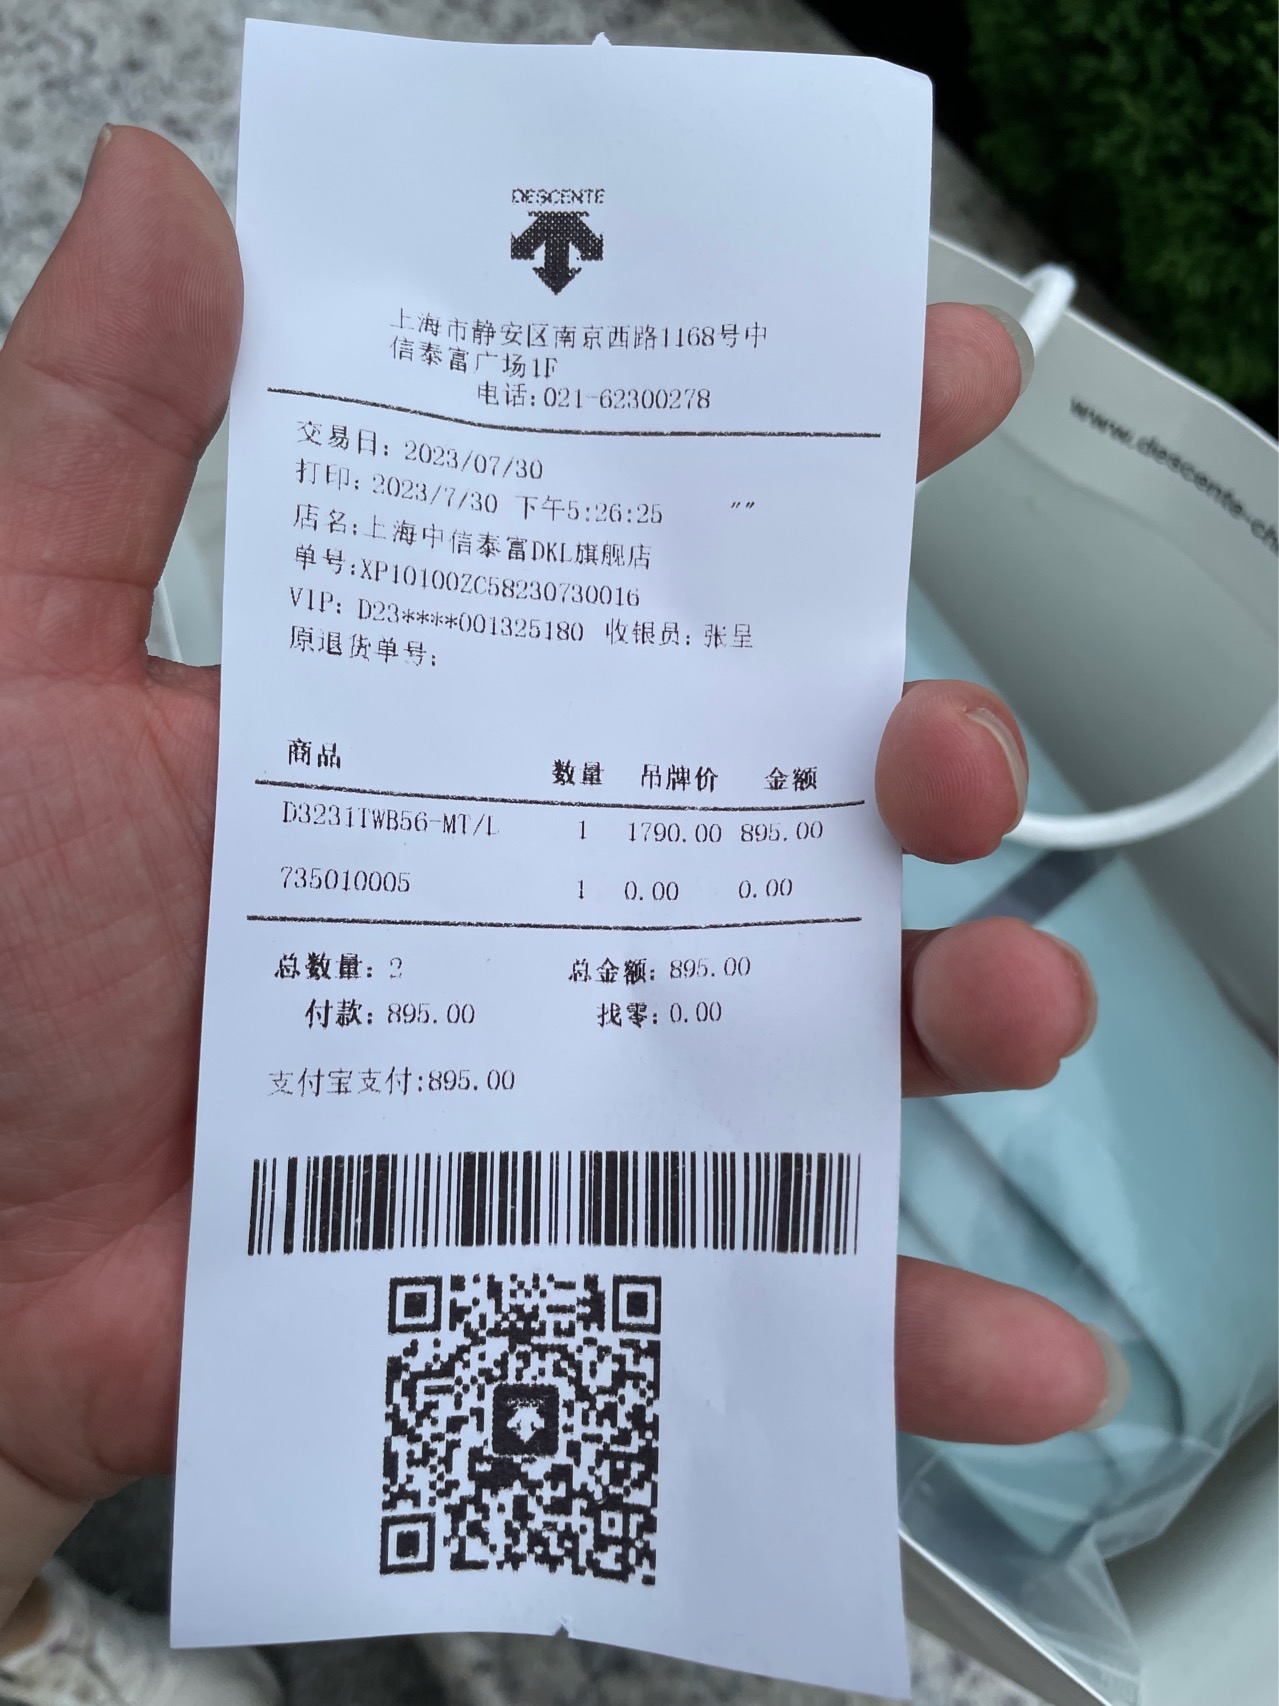 DESCENTE
上海市静安区南京西路1168号中
信泰富广场1F
电话:021-62300278
交易日: 2023/07/30
打印: 2023/7/30 下午5:26:25 ""
店名:上海中信泰富DKL旗舰店
单号:XP10100ZC58230730016
VIP: D23****001325180 收银员: 张呈
原退货单号:
商品 数量 吊牌价 金额
D3231TWB56-MT/L 1 1790.00 895.00
735010005 1 0.00 0.00
总数量: 2 总金额: 895.00
付款: 895.00 找零: 0.00
支付宝支付:895.00
www.descente-ch